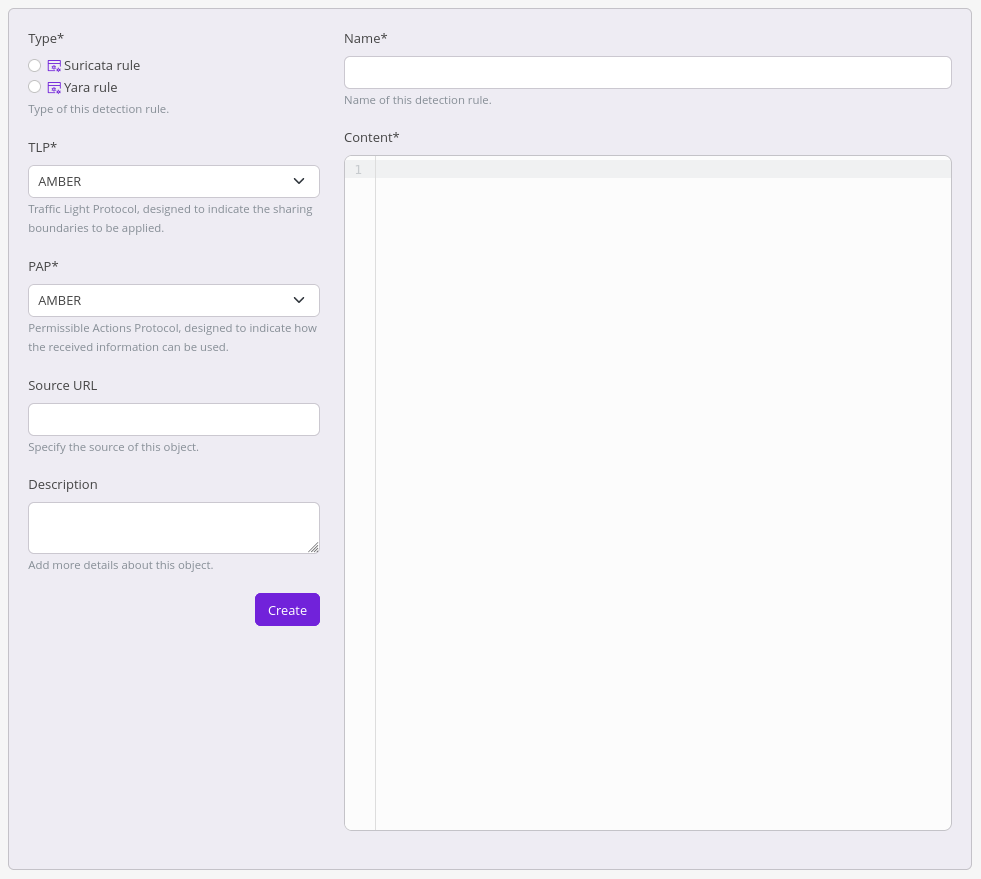 Type*
Suricata rule
Yara rule
Type of this detection rule.
TLP*
AMBER
Traffic Light Protocol, designed to indicate the sharing
boundaries to be applied.
PAP*
AMBER
Permissible Actions Protocol, designed to indicate how
the received information can be used.
Source URL
Specify the source of this object.
Description
Add more details about this object.
Create
Name*
Name of this detection rule.
Content*
1